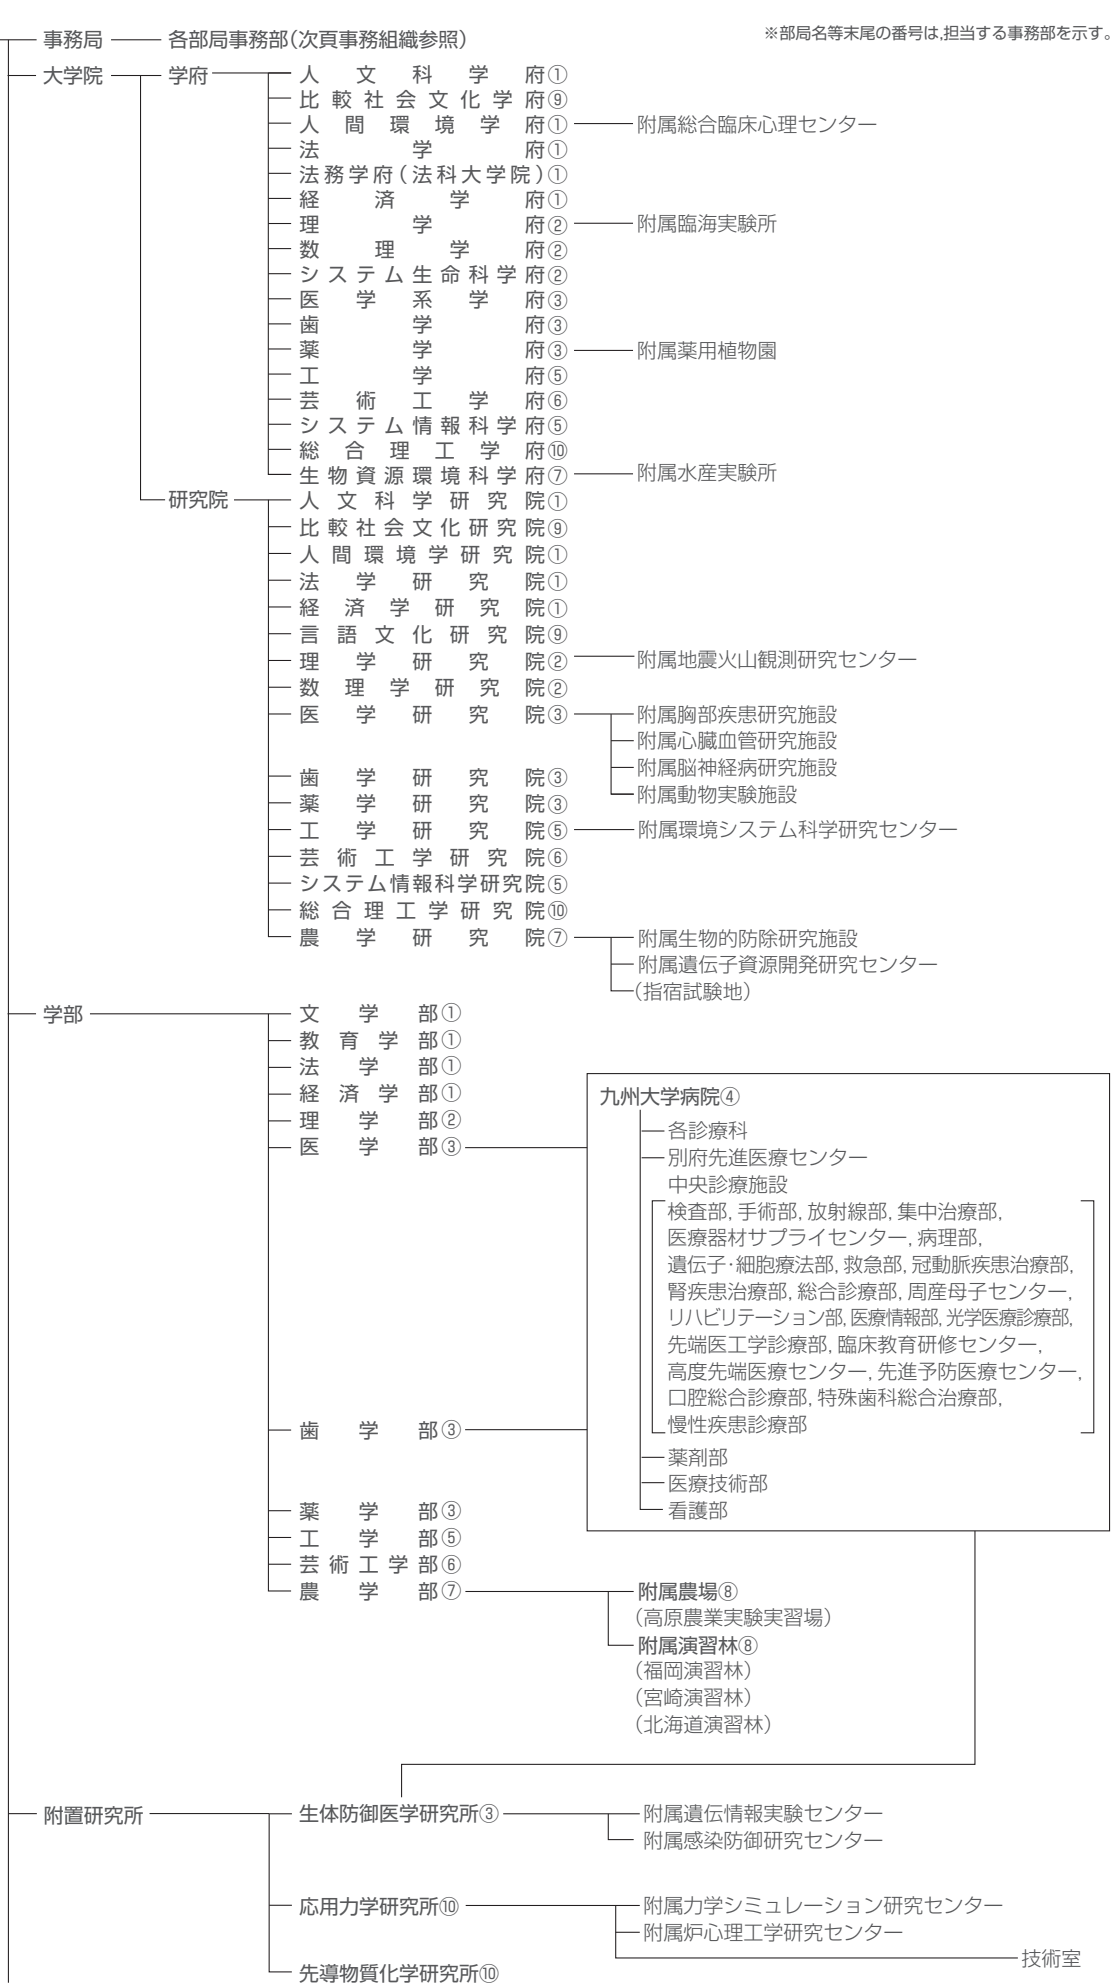 ※部局名等末尾の番号は,担当する事務部を示す。
事務局 各部局事務部(次頁事務組織参照)
大学院 学府 人文科学府①
比較社会文化学府⑨
人間環境学府① 附属総合臨床心理センター
法学府①
法務学府(法科大学院)①
経済学府①
理学府② 附属臨海実験所
数理学府②
システム生命科学府②
医学系学府③
歯学府③
薬学府③ 附属薬用植物園
工学府⑤
芸術工学府⑥
システム情報科学府⑤
総合理工学府⑩
生物資源環境科学府⑦ 附属水産実験所
研究院 人文科学研究院①
比較社会文化研究院⑨
人間環境学研究院①
法学研究院①
経済学研究院①
言語文化研究院⑨
理学研究院② 附属地震火山観測研究センター
数理学研究院②
医学研究院③ 附属胸部疾患研究施設
附属心臓血管研究施設
附属脳神経病研究施設
附属動物実験施設
歯学研究院③
薬学研究院③
工学研究院⑤ 附属環境システム科学研究センター
芸術工学研究院⑥
システム情報科学研究院⑤
総合理工学研究院⑩
農学研究院⑦ 附属生物的防除研究施設
附属遺伝子資源開発研究センター
(指宿試験地)
学部 文学部①
教育学部①
法学部①
経済学部①
理学部②
医学部③
九州大学病院④
各診療科
別府先進医療センター
中央診療施設
検査部,手術部,放射線部,集中治療部,
医療器材サプライセンター,病理部,
遺伝子・細胞療法部,救急部,冠動脈疾患治療部,
腎疾患治療部,総合診療部,周産母子センター,
リハビリテーション部,医療情報部,光学医療診療部,
先端医工学診療部,臨床教育研修センター,
高度先端医療センター,先進予防医療センター,
口腔総合診療部,特殊歯科総合治療部,
慢性疾患診療部
薬剤部
医療技術部
看護部
歯学部③
薬学部③
工学部⑤
芸術工学部⑥
農学部⑦ 附属農場⑧
(高原農業実験実習場)
附属演習林⑧
(福岡演習林)
(宮崎演習林)
(北海道演習林)
附置研究所 生体防御医学研究所③ 附属遺伝情報実験センター
附属感染防御研究センター
応用力学研究所⑩ 附属力学シミュレーション研究センター
附属炉心理工学研究センター
技術室
先導物質化学研究所⑩